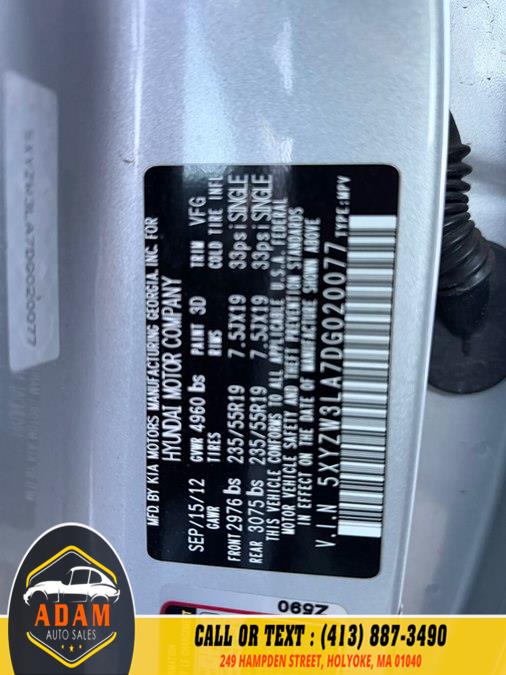 MFD BY KIA MOTORS MANUFACTURING GEORGIA, INC. FOR
HYUNDAI MOTOR COMPANY
SEP/15/12 GVWR 4960 lbs PAINT 3D TRIM VFG
GAWR TIRES RIMS COLD TIRE INFL
FRONT 2976 lbs 235/55R19 7.5JX19 33psi SINGLE
REAR 3075 lbs 235/55R19 7.5JX19 33psi SINGLE
THIS VEHICLE CONFORMS TO ALL APPLICABLE U.S.A. FEDERAL
MOTOR VEHICLE SAFETY AND THEFT PREVENTION STANDARDS
IN EFFECT ON THE DATE OF MANUFACTURE SHOWN ABOVE
V.I.N 5XYZW3LA7DG020077 TYPE:MPV
5XYZW3LA7DG020077
Z690
ADAM
AUTO SALES
CALL OR TEXT : (413) 887-3490
249 HAMPDEN STREET, HOLYOKE, MA 01040